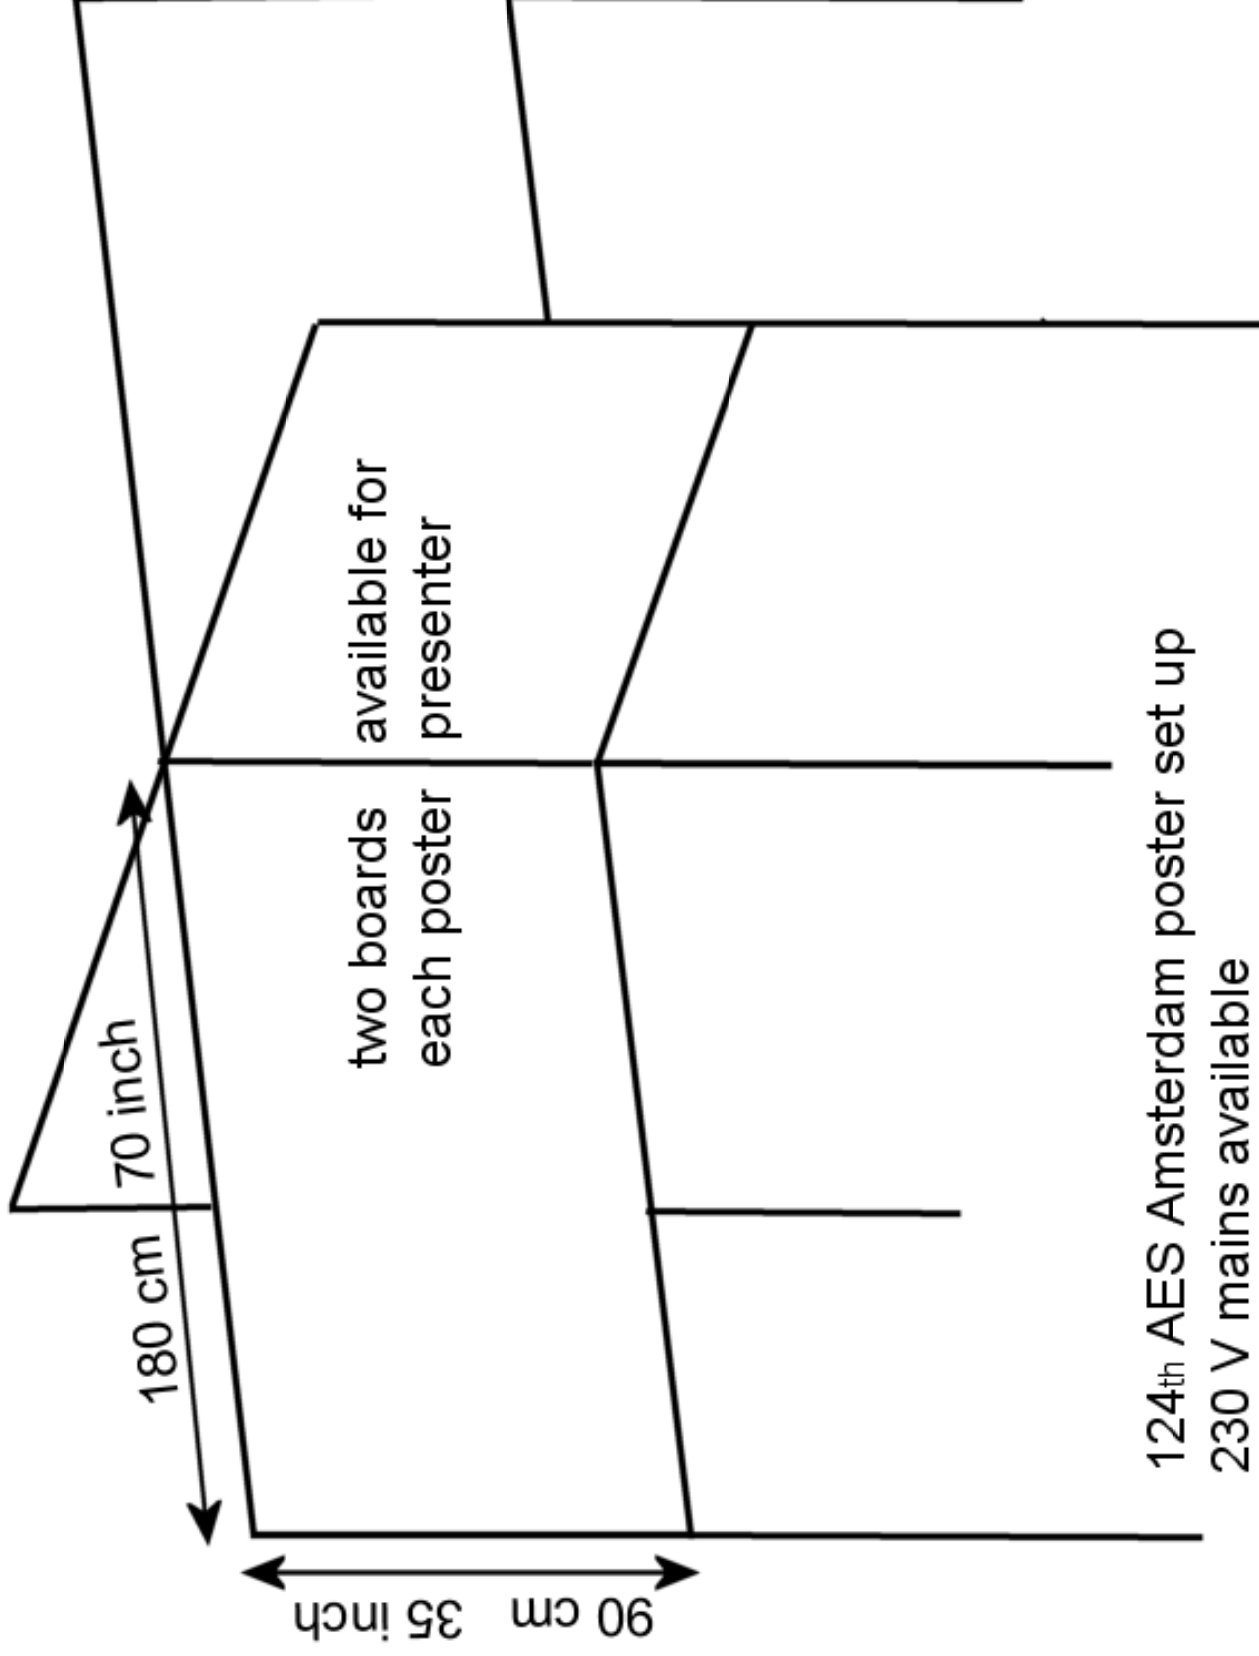 180 cm 70 inch
90 cm 35 inch
two boards available for
each poster presenter
124th AES Amsterdam poster set up
230 V mains available